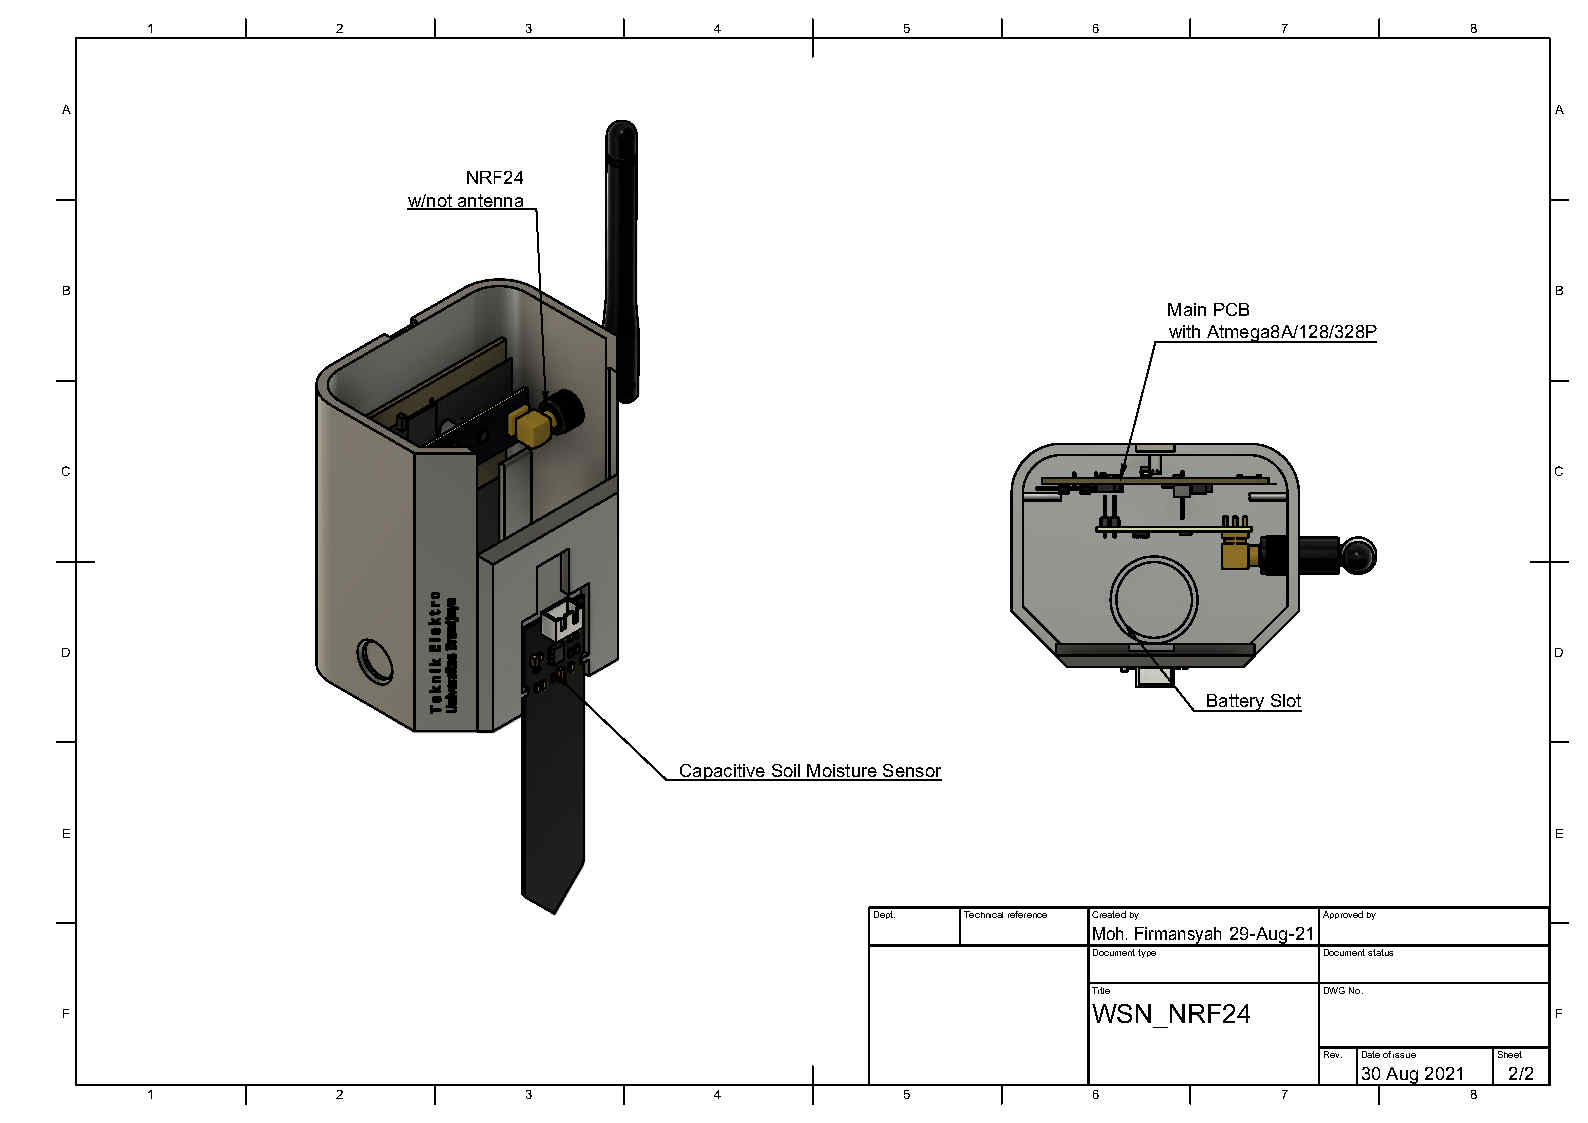 1 2 3 4 5 6 7 8
A A
NRF24
w/not antenna
B B
Main PCB
with Atmega8A/128/328P
C C
Teknik Elektro
Universitas Brawijaya
D D
Battery Slot
Capacitive Soil Moisture Sensor
E E
Dept.
Technical reference
Created by
Moh. Firmansyah 29-Aug-21
Approved by
Document type
Document status
Title
WSN_NRF24
DWG No.
F F
Rev.
Date of issue
30 Aug 2021
Sheet
2/2
1 2 3 4 5 6 7 8